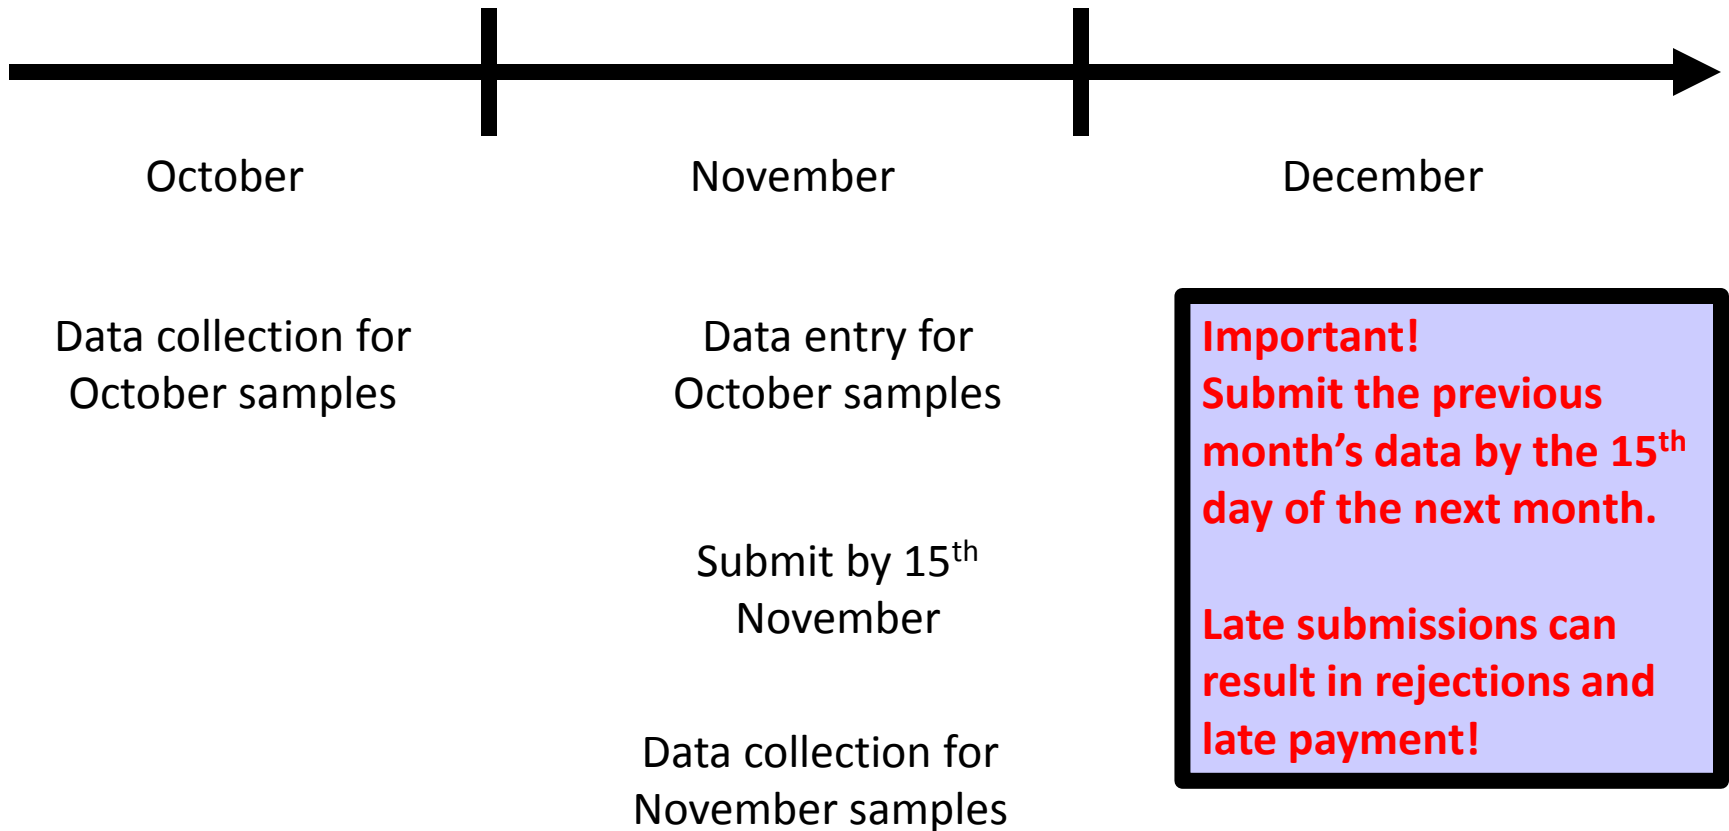 October
November
December
Data collection for
October samples
Data entry for
October samples
Submit by 15th
November
Data collection for
November samples
Important!
Submit the previous
month’s data by the 15th
day of the next month.
Late submissions can
result in rejections and
late payment!